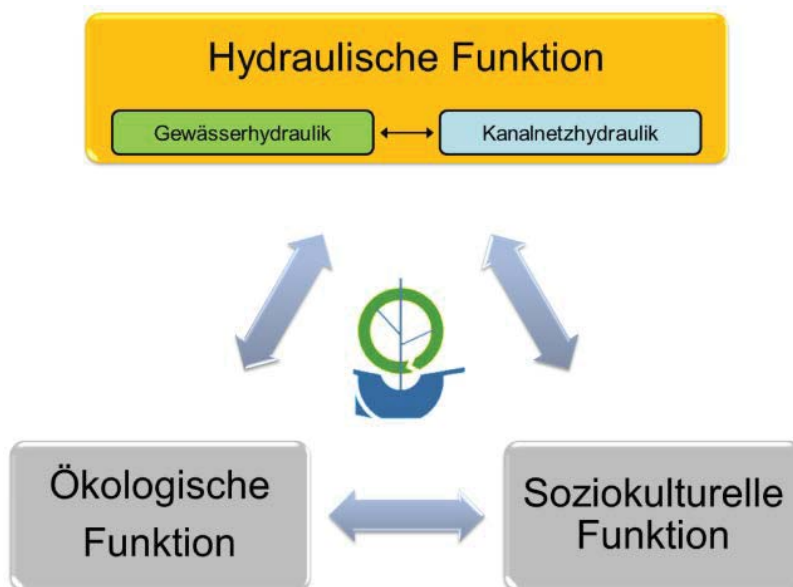 Hydraulische Funktion
Gewässerhydraulik
Kanalnetzhydraulik
Ökologische
Funktion
Soziokulturelle
Funktion